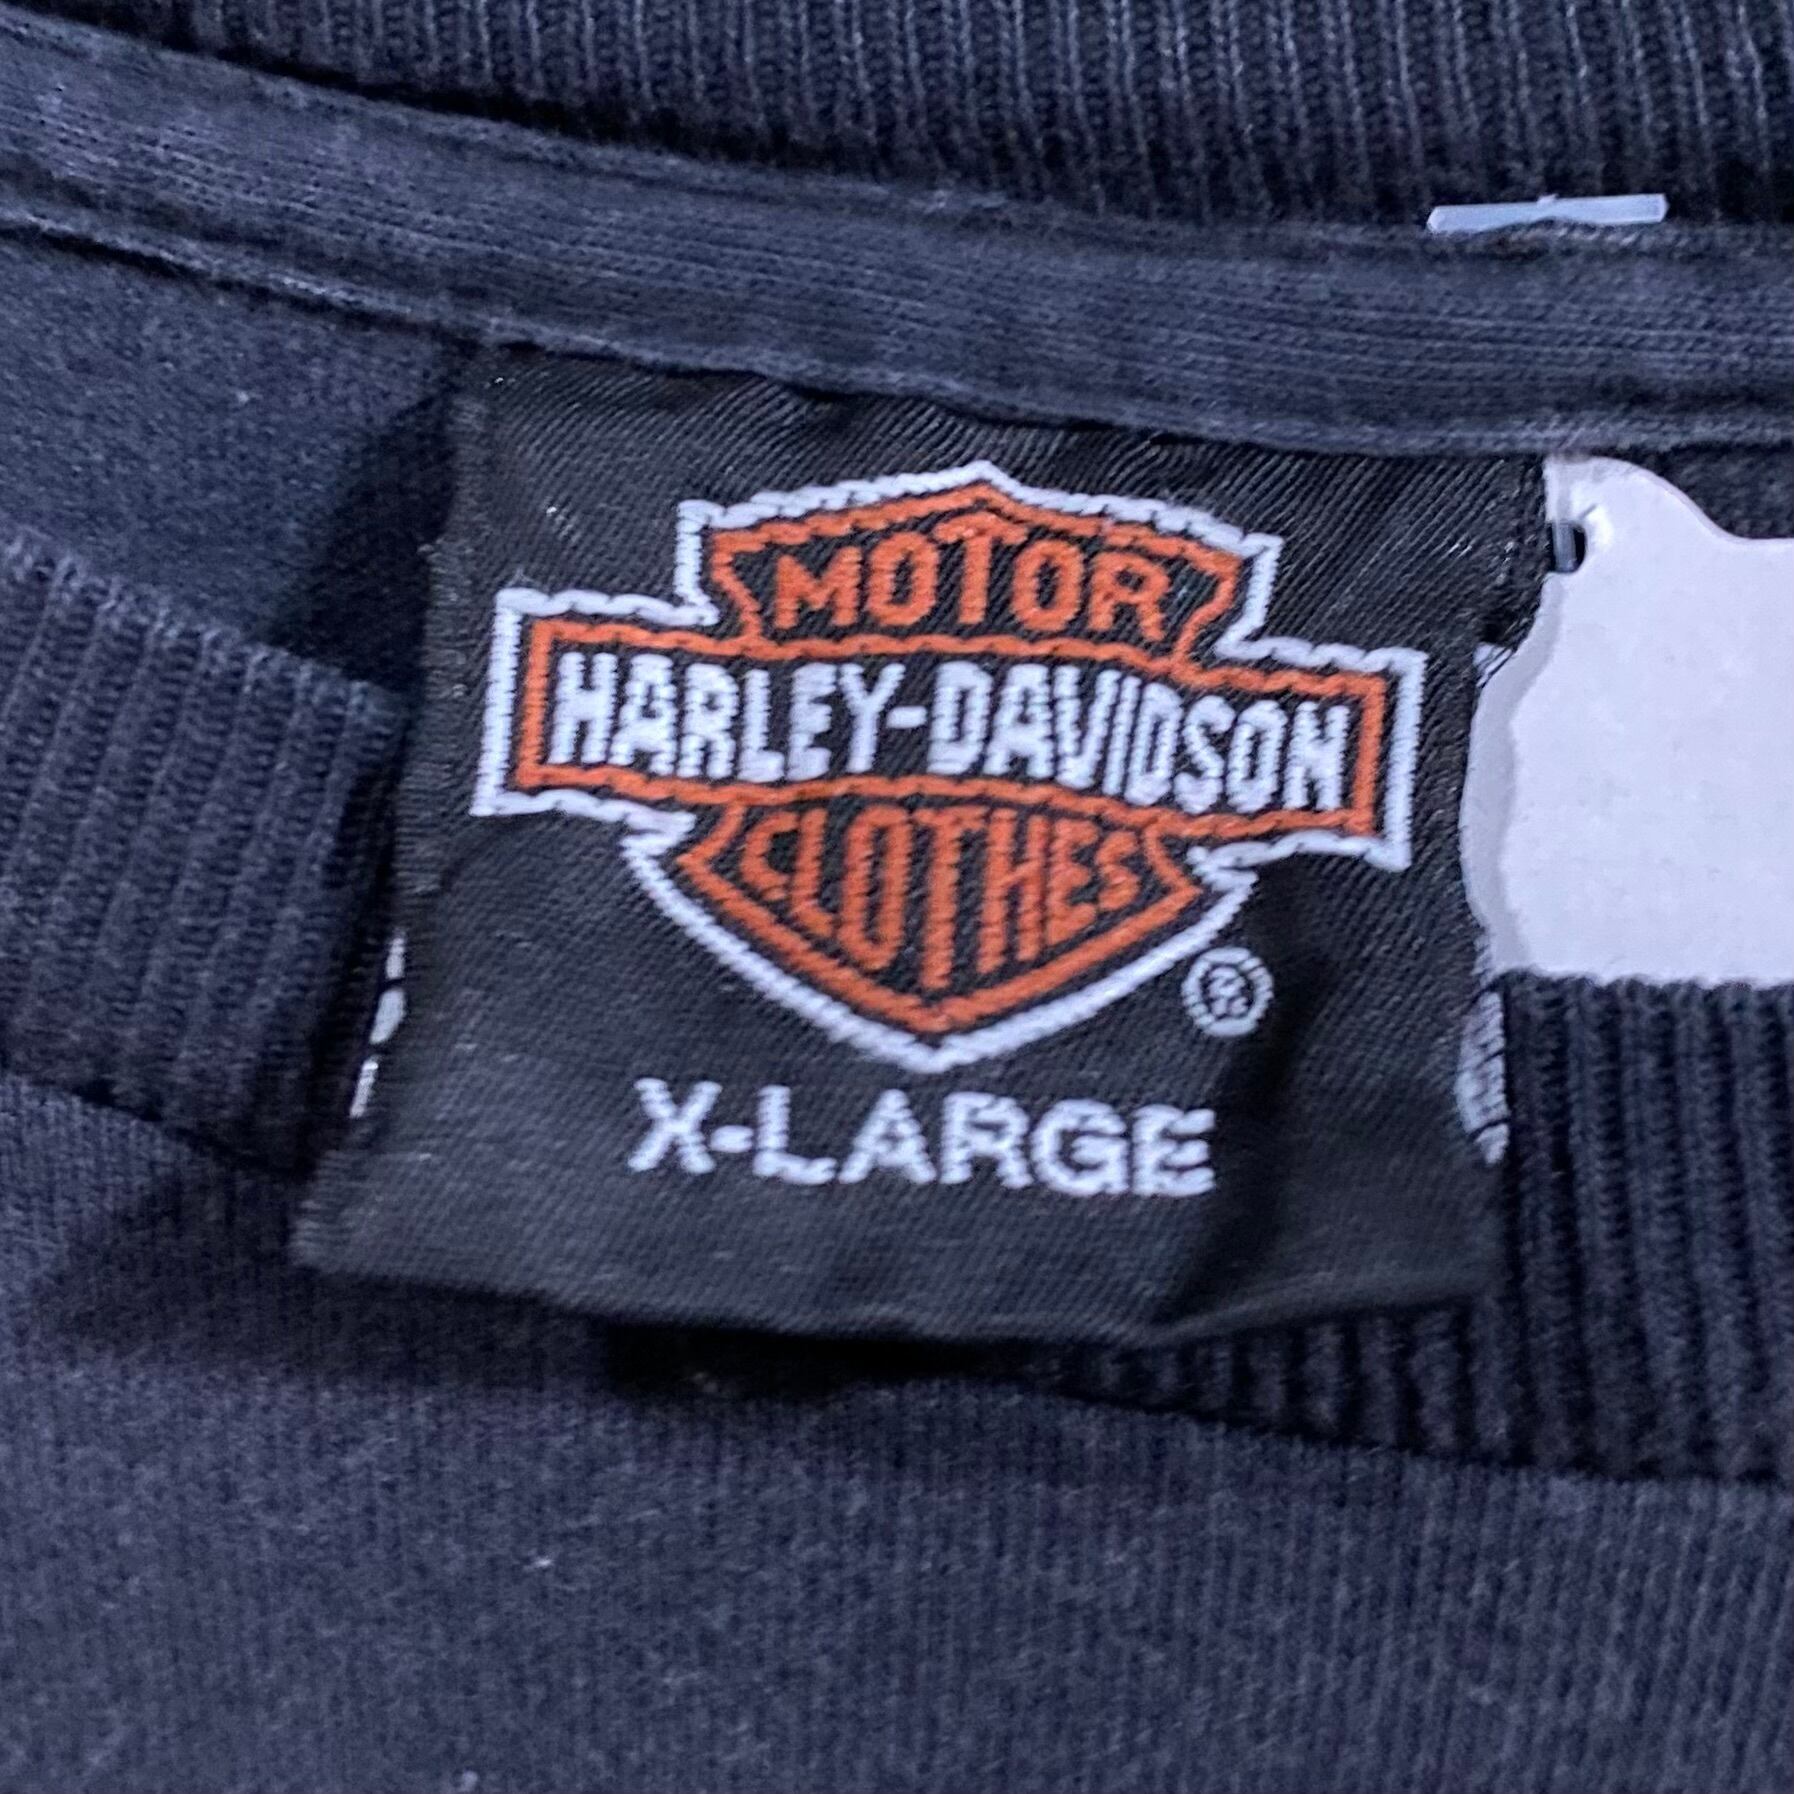 MOTOR
HARLEY-DAVIDSON
CLOTHES
®
X-LARGE